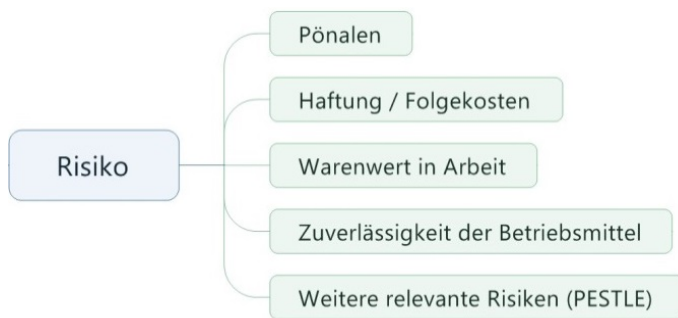 Risiko
Pönalen
Haftung / Folgekosten
Warenwert in Arbeit
Zuverlässigkeit der Betriebsmittel
Weitere relevante Risiken (PESTLE)